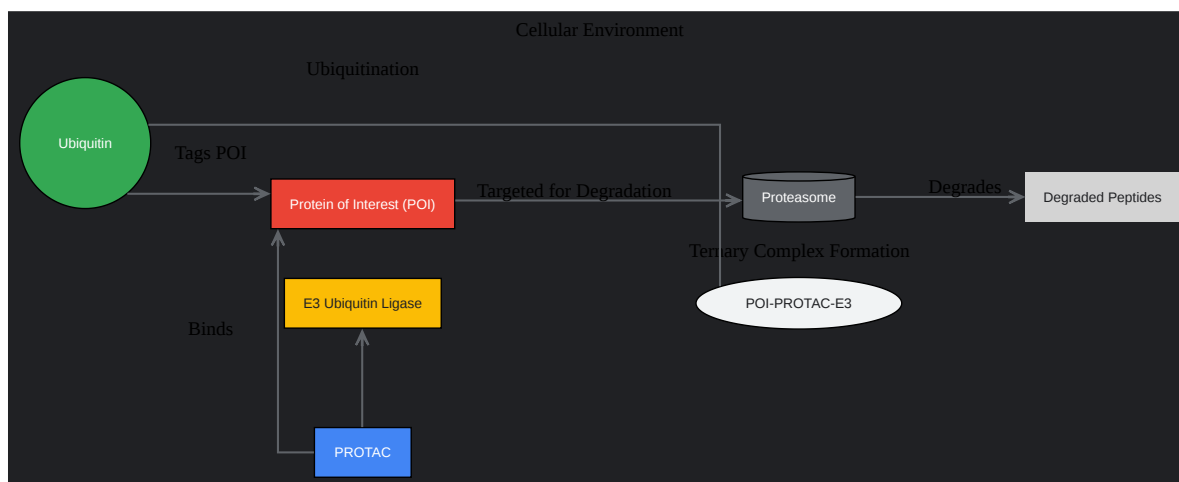 Cellular Environment
Ubiquitination
Ubiquitin
Tags POI
Protein of Interest (POI)
Targeted for Degradation
Proteasome
Degrades
Degraded Peptides
Ternary Complex Formation
E3 Ubiquitin Ligase
POI-PROTAC-E3
Binds
PROTAC